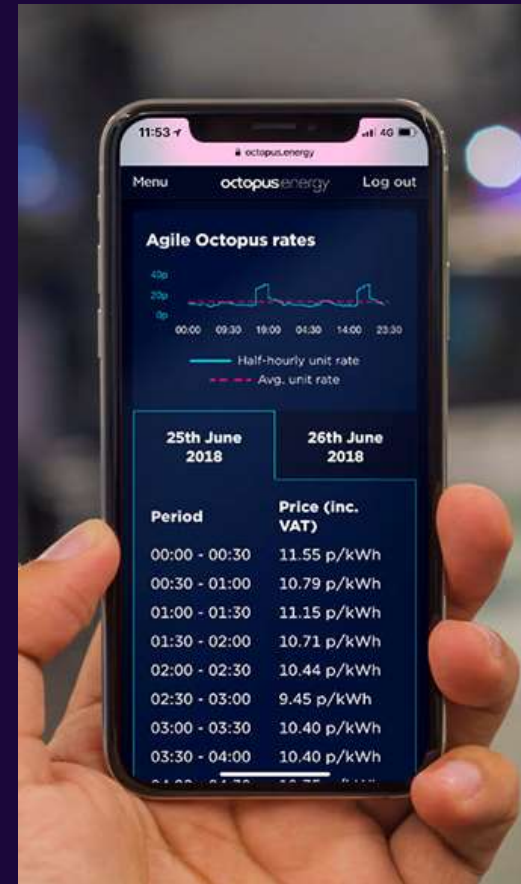 11:53
4G
octopus.energy
Menu octopusenergy Log out
Agile Octopus rates
40p
20p
0p
00:00 09:30 19:00 04:30 14:00 23:30
Half-hourly unit rate
Avg. unit rate
25th June 2018
26th June 2018
Period Price (inc. VAT)
00:00 - 00:30 11.55 p/kWh
00:30 - 01:00 10.79 p/kWh
01:00 - 01:30 11.15 p/kWh
01:30 - 02:00 10.71 p/kWh
02:00 - 02:30 10.44 p/kWh
02:30 - 03:00 9.45 p/kWh
03:00 - 03:30 10.40 p/kWh
03:30 - 04:00 10.40 p/kWh